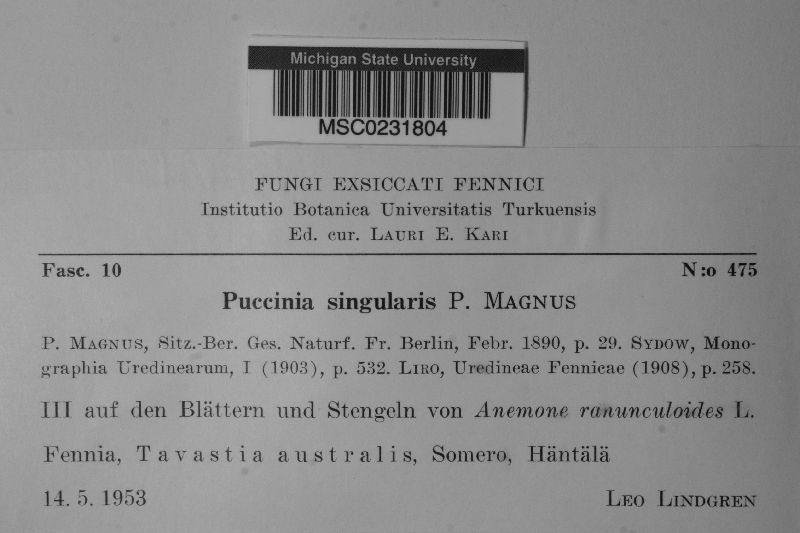 Michigan State University
MSC0231804
FUNGI EXSICCATI FENNICI
Institutio Botanica Universitatis Turkuensis
Ed. cur. LAURI E. KARI
Fasc. 10 N:o 475
Puccinia singularis P. MAGNUS
P. MAGNUS, Sitz.-Ber. Ges. Naturf. Fr. Berlin, Febr. 1890, p. 29. SYDOW, Mono-
graphia Uredinearum, I (1903), p. 532. LIRO, Uredineae Fennicae (1908), p. 258.
III auf den Blättern und Stengeln von Anemone ranunculoides L.
Fennia, Tavastia australis, Somero, Häntälä
14. 5. 1953 LEO LINDGREN